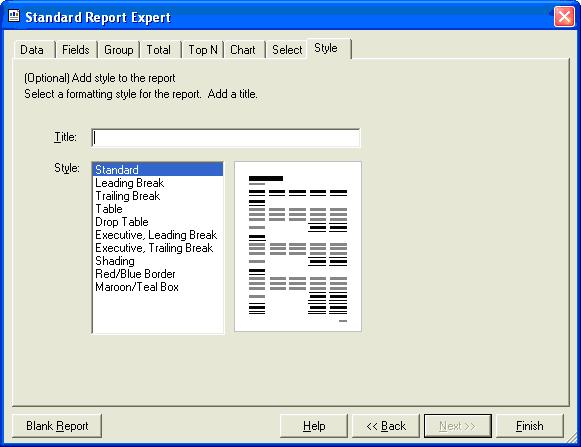 Standard Report Expert
Data Fields Group Total Top N Chart Select Style
(Optional) Add style to the report
Select a formatting style for the report. Add a title.
Title:
Style:
Standard
Leading Break
Trailing Break
Table
Drop Table
Executive, Leading Break
Executive, Trailing Break
Shading
Red/Blue Border
Maroon/Teal Box
Blank Report Help << Back Next >> Finish